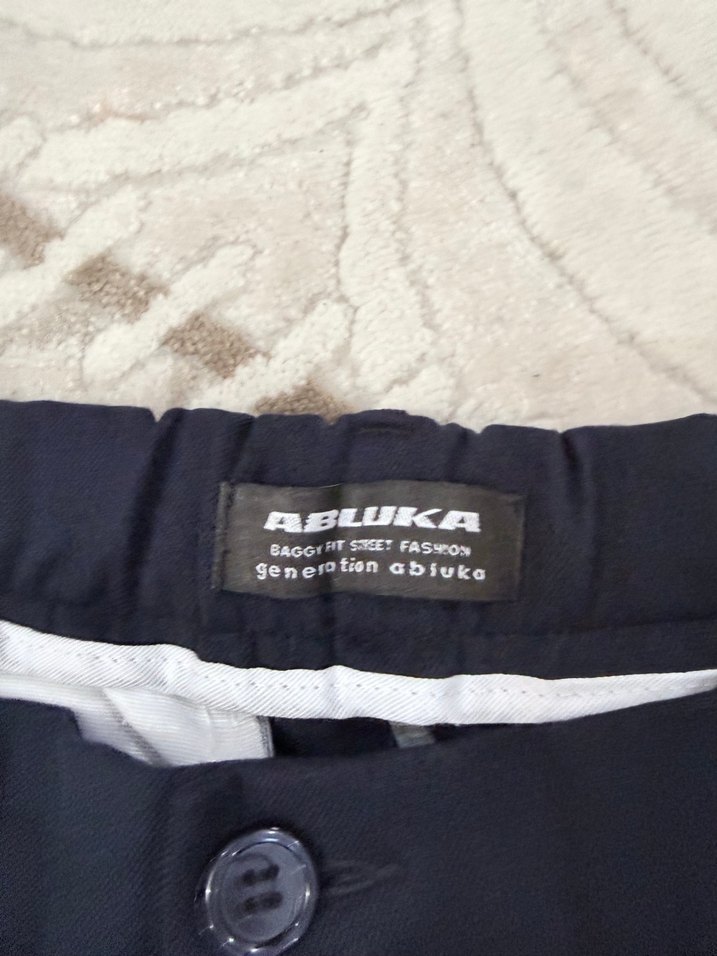 ABLUKA
BAGGY FIT STREET FASHION
generation abluka